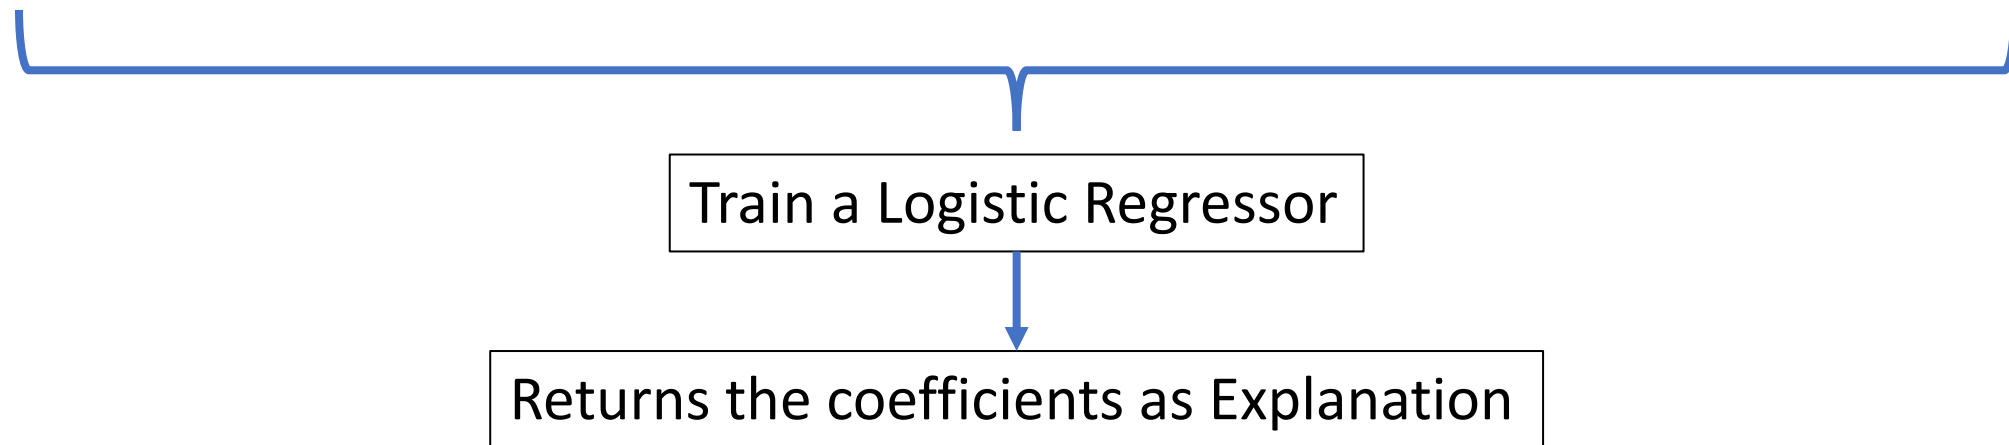 Train a Logistic Regressor
Returns the coefficients as Explanation